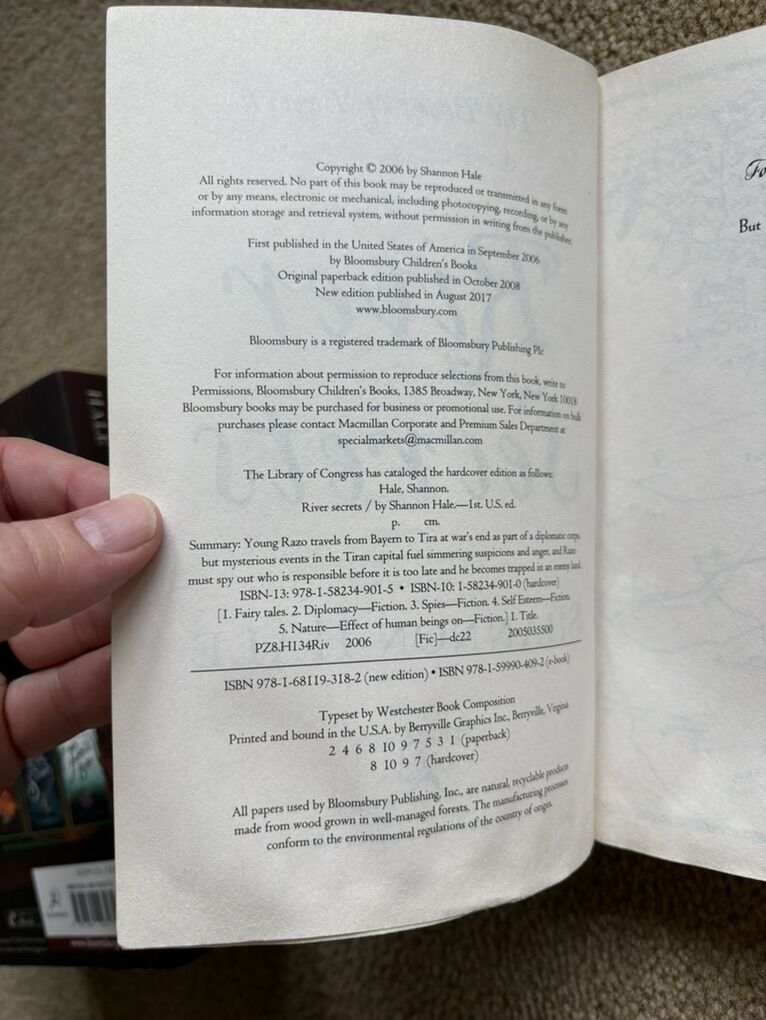 Copyright © 2006 by Shannon Hale
All rights reserved. No part of this book may be reproduced or transmitted in any form
or by any means, electronic or mechanical, including photocopying, recording, or by any
information storage and retrieval system, without permission in writing from the publisher.
First published in the United States of America in September 2006
by Bloomsbury Children's Books
Original paperback edition published in October 2008
New edition published in August 2017
www.bloomsbury.com
Bloomsbury is a registered trademark of Bloomsbury Publishing Plc
For information about permission to reproduce selections from this book, write to
Permissions, Bloomsbury Children's Books, 1385 Broadway, New York, New York 10018
Bloomsbury books may be purchased for business or promotional use. For information on bulk
purchases please contact Macmillan Corporate and Premium Sales Department at
specialmarkets@macmillan.com
The Library of Congress has cataloged the hardcover edition as follows:
Hale, Shannon.
River secrets / by Shannon Hale.—1st. U.S. ed.
p. cm.
Summary: Young Razo travels from Bayern to Tira at war's end as part of a diplomatic corps,
but mysterious events in the Tiran capital fuel simmering suspicions and anger, and Razo
must spy out who is responsible before it is too late and he becomes trapped in an enemy land.
ISBN-13: 978-1-58234-901-5 • ISBN-10: 1-58234-901-0 (hardcover)
[1. Fairy tales. 2. Diplomacy—Fiction. 3. Spies—Fiction. 4. Self Esteem—Fiction.
5. Nature—Effect of human beings on—Fiction.] I. Title.
PZ8.H134Riv 2006 [Fic]—dc22 2005035500
ISBN 978-1-68119-318-2 (new edition) • ISBN 978-1-59990-409-2 (e-book)
Typeset by Westchester Book Composition
Printed and bound in the U.S.A. by Berryville Graphics Inc., Berryville, Virginia
2 4 6 8 10 9 7 5 3 1 (paperback)
8 10 9 7 (hardcover)
All papers used by Bloomsbury Publishing, Inc., are natural, recyclable products
made from wood grown in well-managed forests. The manufacturing processes
conform to the environmental regulations of the country of origin.
But
HALE